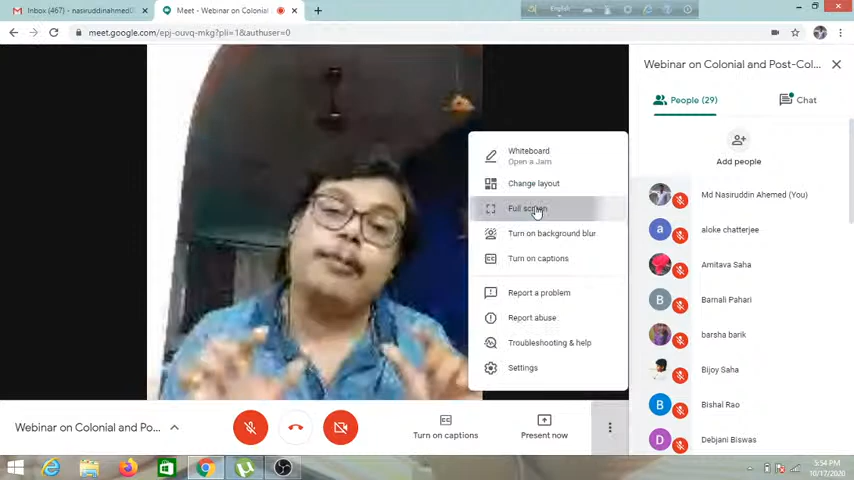 Inbox (467) - nasiruddinahmed
Meet - Webinar on Colonial
English
meet.google.com/epj-ouvq-mkg?pli=1&authuser=0
Webinar on Colonial and Post-Col...
People (29)
Chat
Add people
Md Nasiruddin Ahemed (You)
a
aloke chatterjee
Amitava Saha
B
Barnali Pahari
barsha barik
Bijoy Saha
B
Bishal Rao
D
Debjani Biswas
Whiteboard
Open a Jam
Change layout
Full screen
Turn on background blur
Turn on captions
Report a problem
Report abuse
Troubleshooting & help
Settings
Webinar on Colonial and Po...
Turn on captions
Present now
5:54 PM
10/17/2020